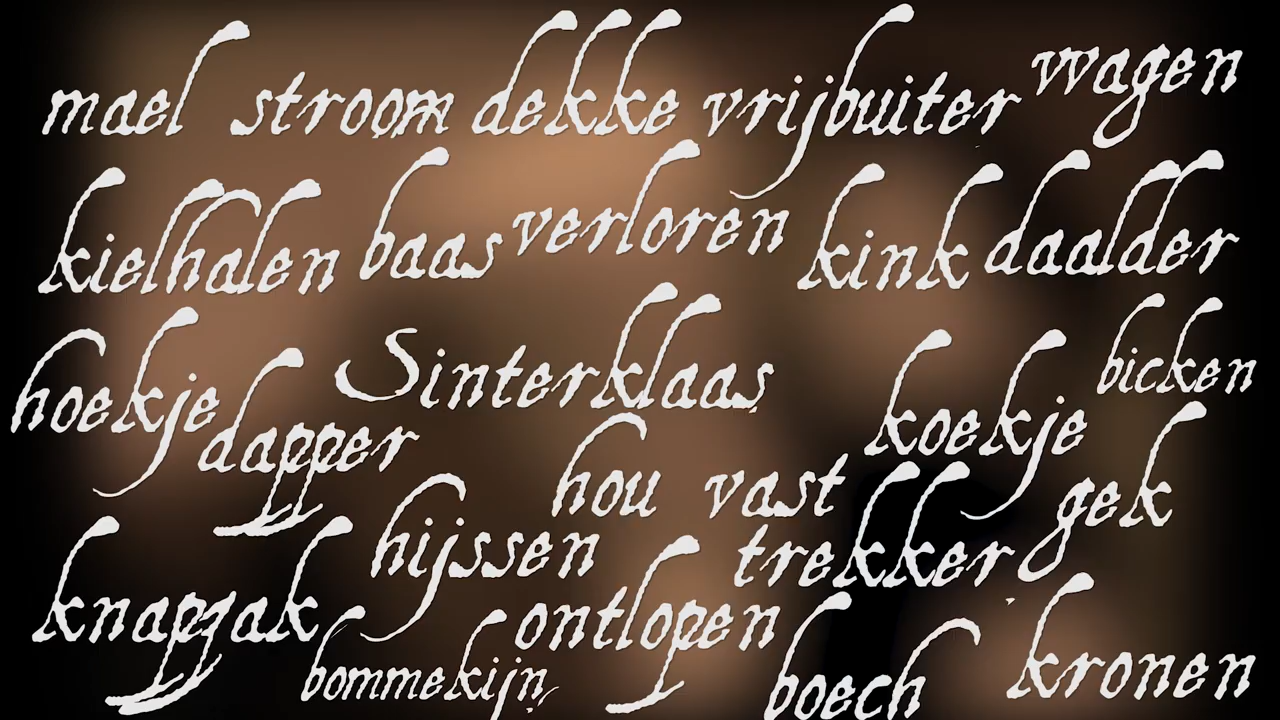 mael stroom dekke vrijbuiter wagen
kielhalen baas verloren kink daalder
hoekje dapper Sinterklaas koekje bicken
hijssen hou vast trekker gek
knapzak bommekijn ontlopen boech kronen